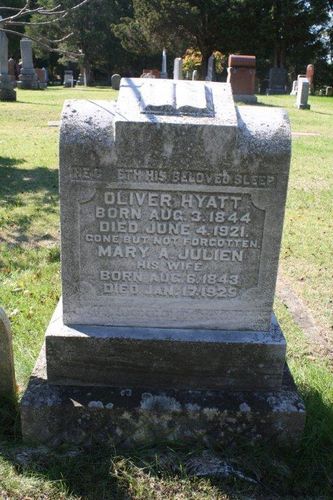 HE GIVETH HIS BELOVED SLEEP
OLIVER HYATT
BORN AUG. 3. 1844
DIED JUNE 4. 1921.
GONE BUT NOT FORGOTTEN.
MARY A. JULIEN
HIS WIFE
BORN AUG. 6. 1843
DIED JAN. 17. 1929